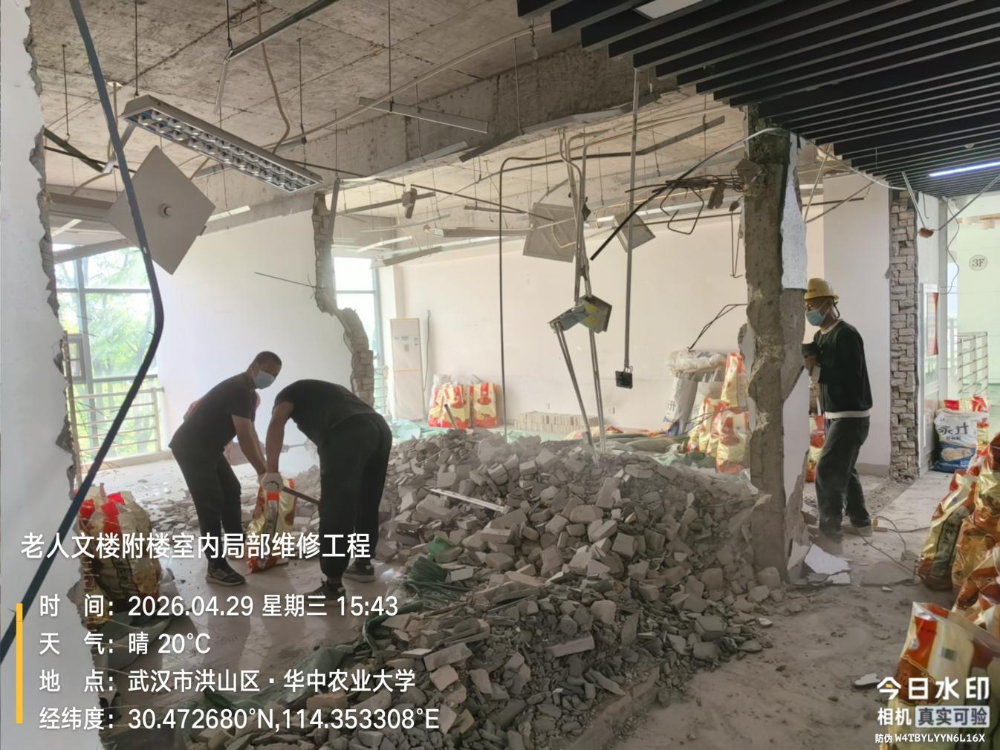 3F
老人文楼附楼室内局部维修工程
时 间：2026.04.29 星期三 15:43
天 气：晴 20°C
地 点：武汉市洪山区·华中农业大学
经纬度：30.472680°N,114.353308°E
今日水印
相机 真实可验
防伪 W4TBYLYYN6L16X